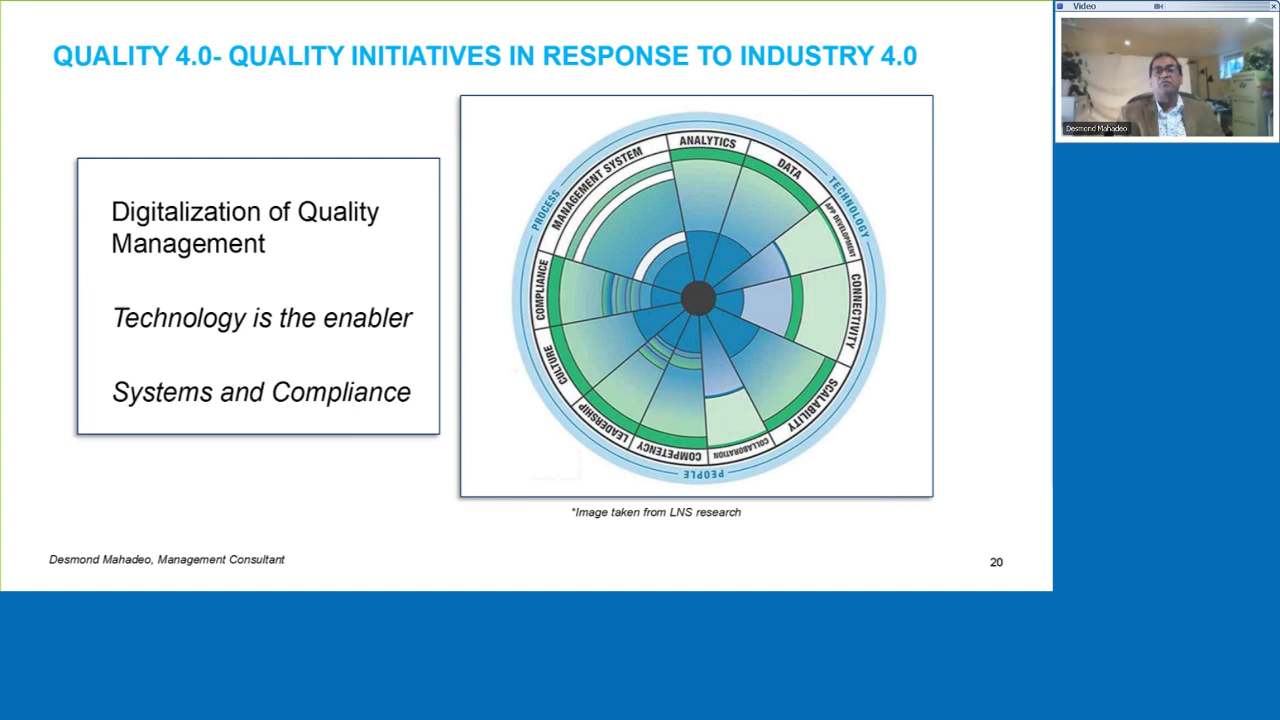 QUALITY 4.0- QUALITY INITIATIVES IN RESPONSE TO INDUSTRY 4.0
Digitalization of Quality
Management
Technology is the enabler
Systems and Compliance
PROCESS
TECHNOLOGY
PEOPLE
MANAGEMENT SYSTEM
ANALYTICS
DATA
APP DEVELOPMENT
CONNECTIVITY
SCALABILITY
COLLABORATION
COMPETENCY
LEADERSHIP
CULTURE
COMPLIANCE
*Image taken from LNS research
Desmond Mahadeo, Management Consultant
20
Video
Desmond Mahadeo